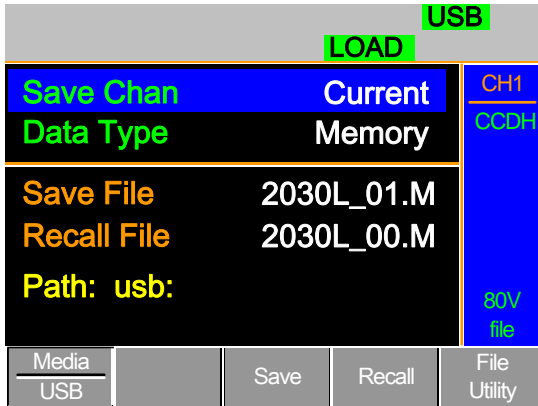 USB
LOAD
Save Chan Current
Data Type Memory
Save File 2030L_01.M
Recall File 2030L_00.M
Path: usb:
CH1
CCDH
80V
file
Media
USB
Save
Recall
File
Utility